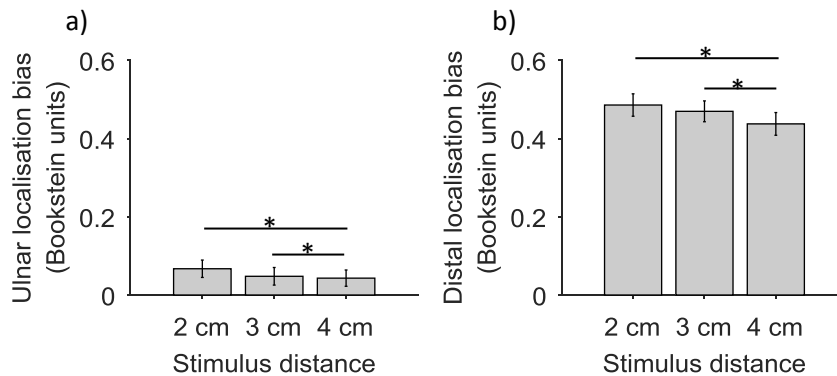 a)
Ulnar localisation bias
(Bookstein units)
0.6
0.4
0.2
0
*
*
2 cm 3 cm 4 cm
Stimulus distance
b)
Distal localisation bias
(Bookstein units)
0.6
0.4
0.2
0
*
*
2 cm 3 cm 4 cm
Stimulus distance